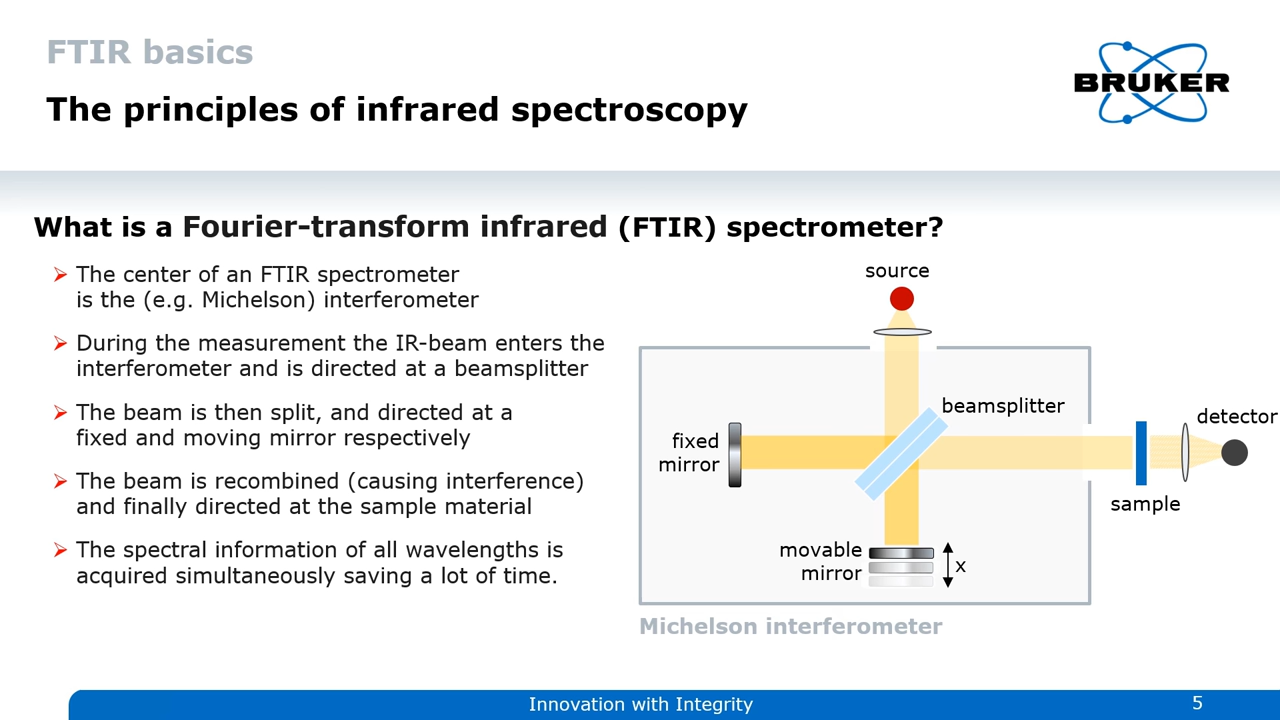 FTIR basics
The principles of infrared spectroscopy
BRUKER
What is a Fourier-transform infrared (FTIR) spectrometer?
The center of an FTIR spectrometer
is the (e.g. Michelson) interferometer
During the measurement the IR-beam enters the
interferometer and is directed at a beamsplitter
The beam is then split, and directed at a
fixed and moving mirror respectively
The beam is recombined (causing interference)
and finally directed at the sample material
The spectral information of all wavelengths is
acquired simultaneously saving a lot of time.
source
beamsplitter
detector
fixed
mirror
sample
movable
mirror
x
Michelson interferometer
Innovation with Integrity
5